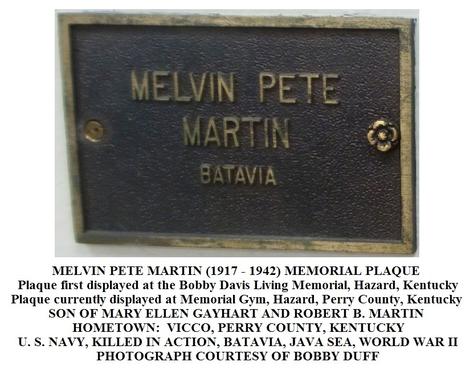 MELVIN PETE
MARTIN
BATAVIA
MELVIN PETE MARTIN (1917 - 1942) MEMORIAL PLAQUE
Plaque first displayed at the Bobby Davis Living Memorial, Hazard, Kentucky
Plaque currently displayed at Memorial Gym, Hazard, Perry County, Kentucky
SON OF MARY ELLEN GAYHART AND ROBERT B. MARTIN
HOMETOWN: VICCO, PERRY COUNTY, KENTUCKY
U. S. NAVY, KILLED IN ACTION, BATAVIA, JAVA SEA, WORLD WAR II
PHOTOGRAPH COURTESY OF BOBBY DUFF